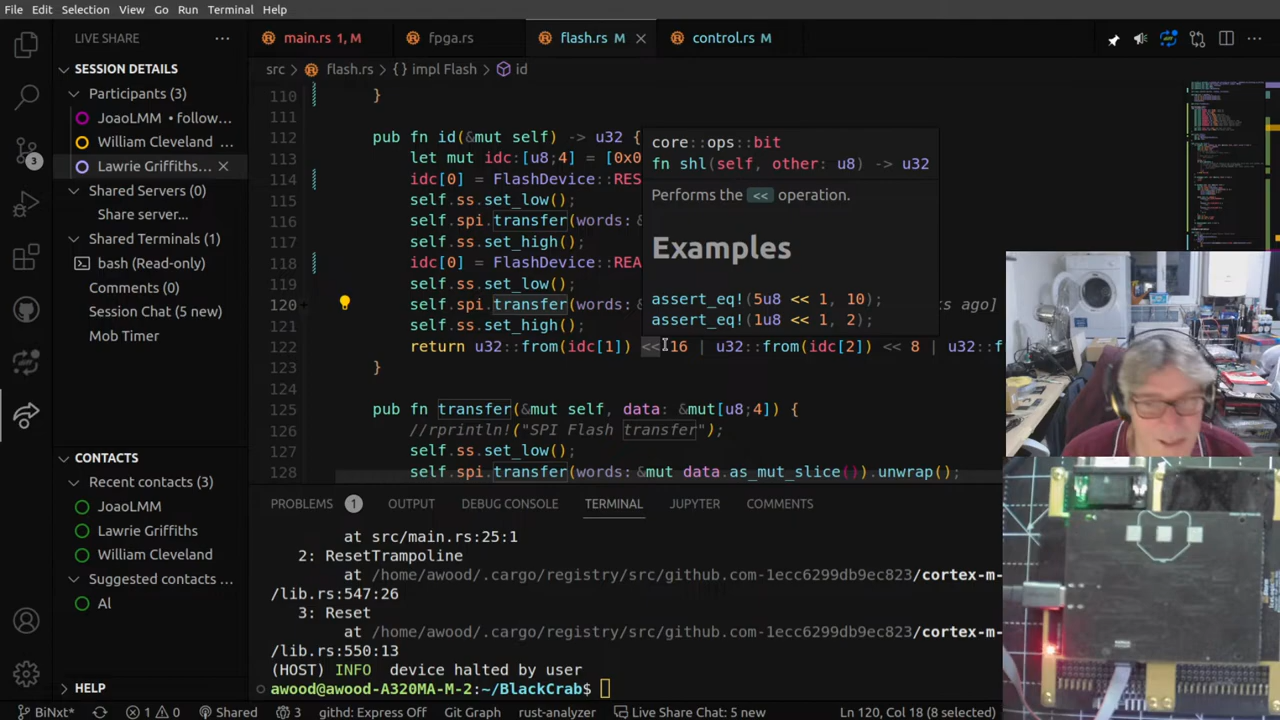 File Edit Selection View Go Run Terminal Help
LIVE SHARE
SESSION DETAILS
Participants (3)
JoaoLMM • follow...
William Cleveland ...
Lawrie Griffiths...
Shared Servers (0)
Share server...
Shared Terminals (1)
bash (Read-only)
Comments (0)
Session Chat (5 new)
Mob Timer
CONTACTS
Recent contacts (3)
JoaoLMM
Lawrie Griffiths
William Cleveland
Suggested contacts ...
Al
HELP
3
main.rs 1, M
fpga.rs
flash.rs M
control.rs M
src > flash.rs > {} impl Flash > id
110 }
111
112 pub fn id(&mut self) -> u32 {
113 let mut idc:[u8;4] = [0x0
114 idc[0] = FlashDevice::RES
115 self.ss.set_low();
116 self.spi.transfer(words:&
117 self.ss.set_high();
118 idc[0] = FlashDevice::REA
119 self.ss.set_low();
120 self.spi.transfer(words:& ks ago]
121 self.ss.set_high();
122 return u32::from(idc[1]) << 16 | u32::from(idc[2]) << 8 | u32::f
123 }
124
125 pub fn transfer(&mut self, data: &mut[u8;4]) {
126 //rprintln!("SPI Flash transfer");
127 self.ss.set_low();
128 self.spi.transfer(words:&mut data.as_mut_slice()).unwrap();
core::ops::bit
fn shl(self, other: u8) -> u32
Performs the << operation.
Examples
assert_eq!(5u8 << 1, 10);
assert_eq!(1u8 << 1, 2);
PROBLEMS 1 OUTPUT DEBUG CONSOLE TERMINAL JUPYTER COMMENTS
at src/main.rs:25:1
2: ResetTrampoline
at /home/awood/.cargo/registry/src/github.com-1ecc6299db9ec823/cortex-m-
/lib.rs:547:26
3: Reset
at /home/awood/.cargo/registry/src/github.com-1ecc6299db9ec823/cortex-m-
/lib.rs:550:13
(HOST) INFO device halted by user
awood@awood-A320MA-M-2:~/BlackCrab$
BiNxt* 1 0 Shared 3 githd: Express Off Git Graph rust-analyzer Live Share Chat: 5 new Ln 120, Col 18 (8 selected)